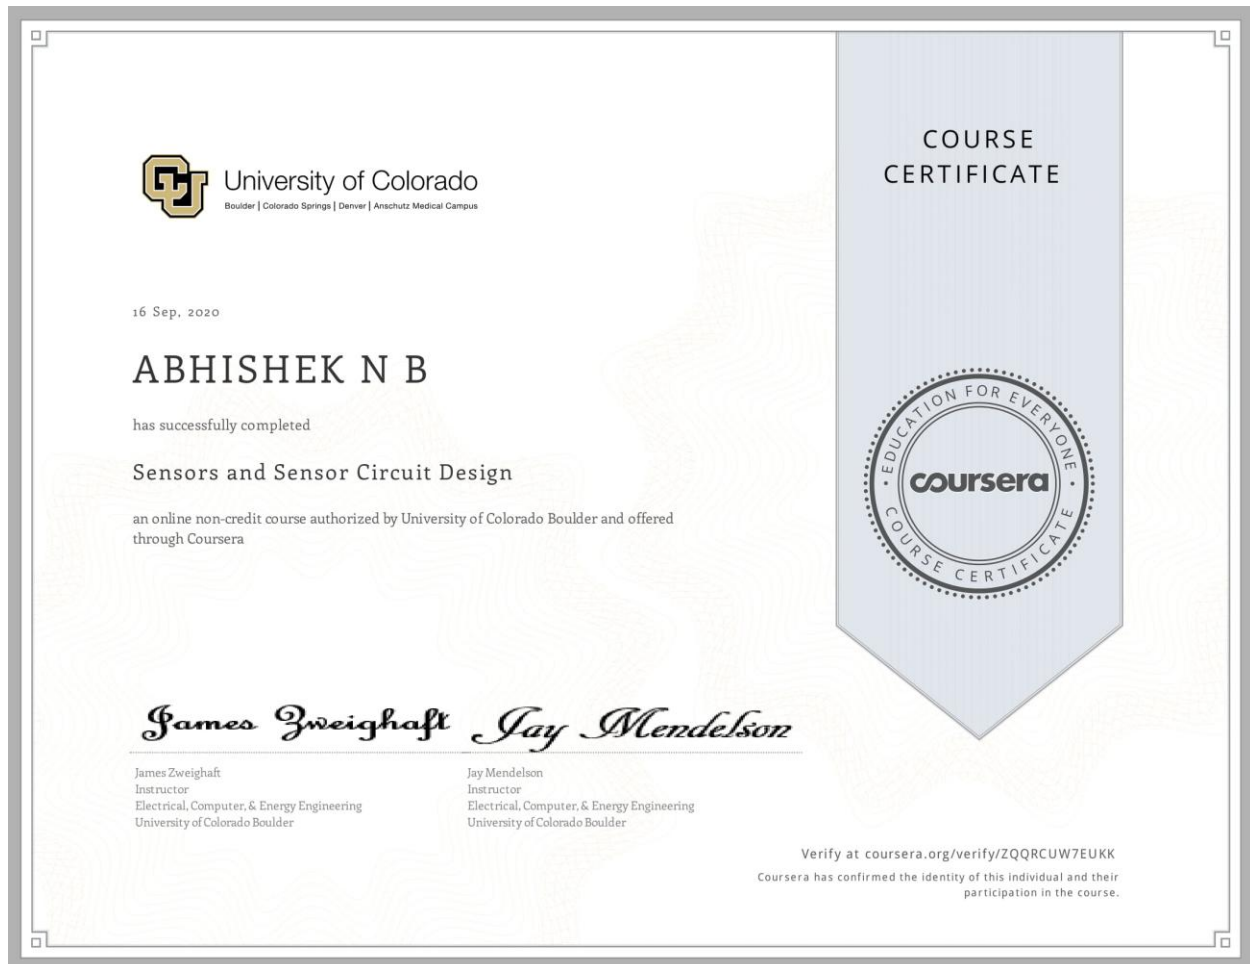 COURSE
CERTIFICATE
CU
University of Colorado
Boulder | Colorado Springs | Denver | Anschutz Medical Campus
16 Sep, 2020
ABHISHEK N B
has successfully completed
Sensors and Sensor Circuit Design
an online non-credit course authorized by University of Colorado Boulder and offered
through Coursera
EDUCATION FOR EVERYONE
coursera
COURSE CERTIFICATE
James Zweighaft
Jay Mendelson
James Zweighaft
Instructor
Electrical, Computer, & Energy Engineering
University of Colorado Boulder
Jay Mendelson
Instructor
Electrical, Computer, & Energy Engineering
University of Colorado Boulder
Verify at coursera.org/verify/ZQQRCUW7EUKK
Coursera has confirmed the identity of this individual and their
participation in the course.